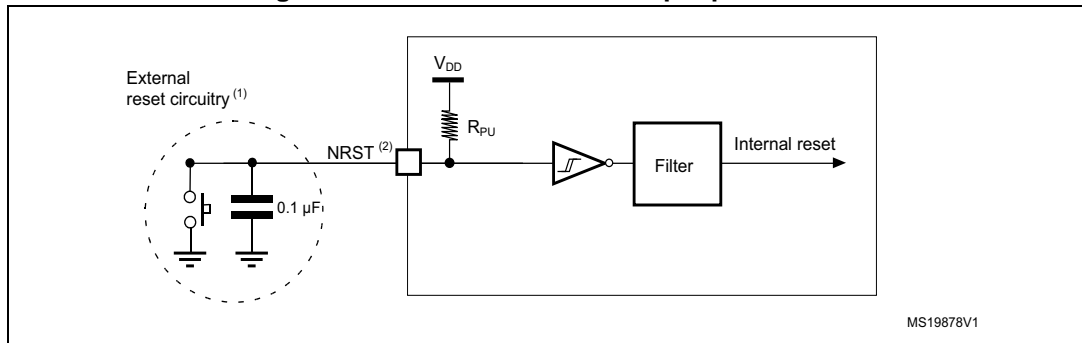 External
reset circuitry (1)
VDD
RPU
NRST (2)
Filter
Internal reset
0.1 µF
MS19878V1